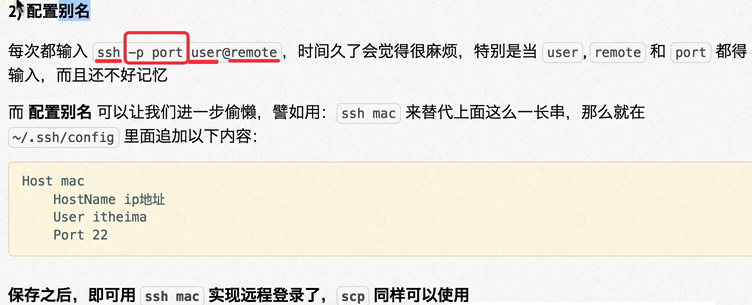 2) 配置别名
每次都输入 ssh -p port user@remote，时间久了会觉得很麻烦，特别是当 user, remote 和 port 都得
输入，而且还不好记忆
而 配置别名 可以让我们进一步偷懒，譬如用： ssh mac 来替代上面这么一长串，那么就在
~/.ssh/config 里面追加以下内容：
Host mac
    HostName ip地址
    User itheima
    Port 22
保存之后，即可用 ssh mac 实现远程登录了，scp 同样可以使用